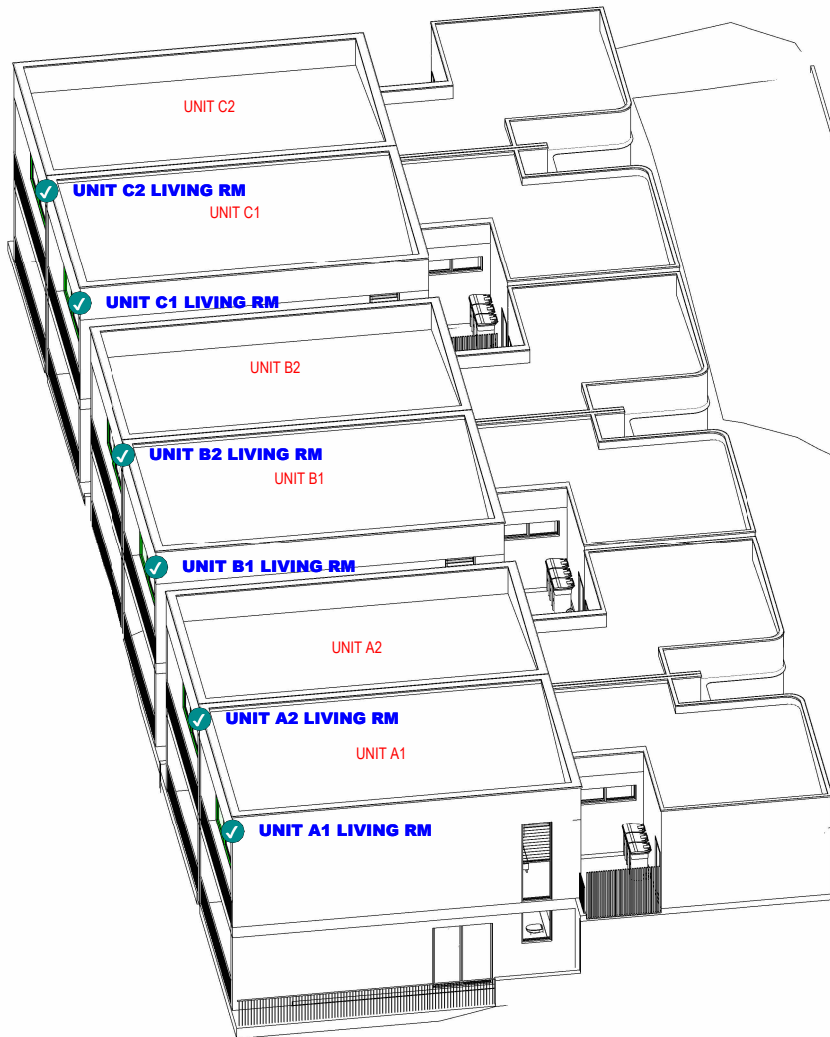 UNIT C2
UNIT C2 LIVING RM
UNIT C1
UNIT C1 LIVING RM
UNIT B2
UNIT B2 LIVING RM
UNIT B1
UNIT B1 LIVING RM
UNIT A2
UNIT A2 LIVING RM
UNIT A1
UNIT A1 LIVING RM